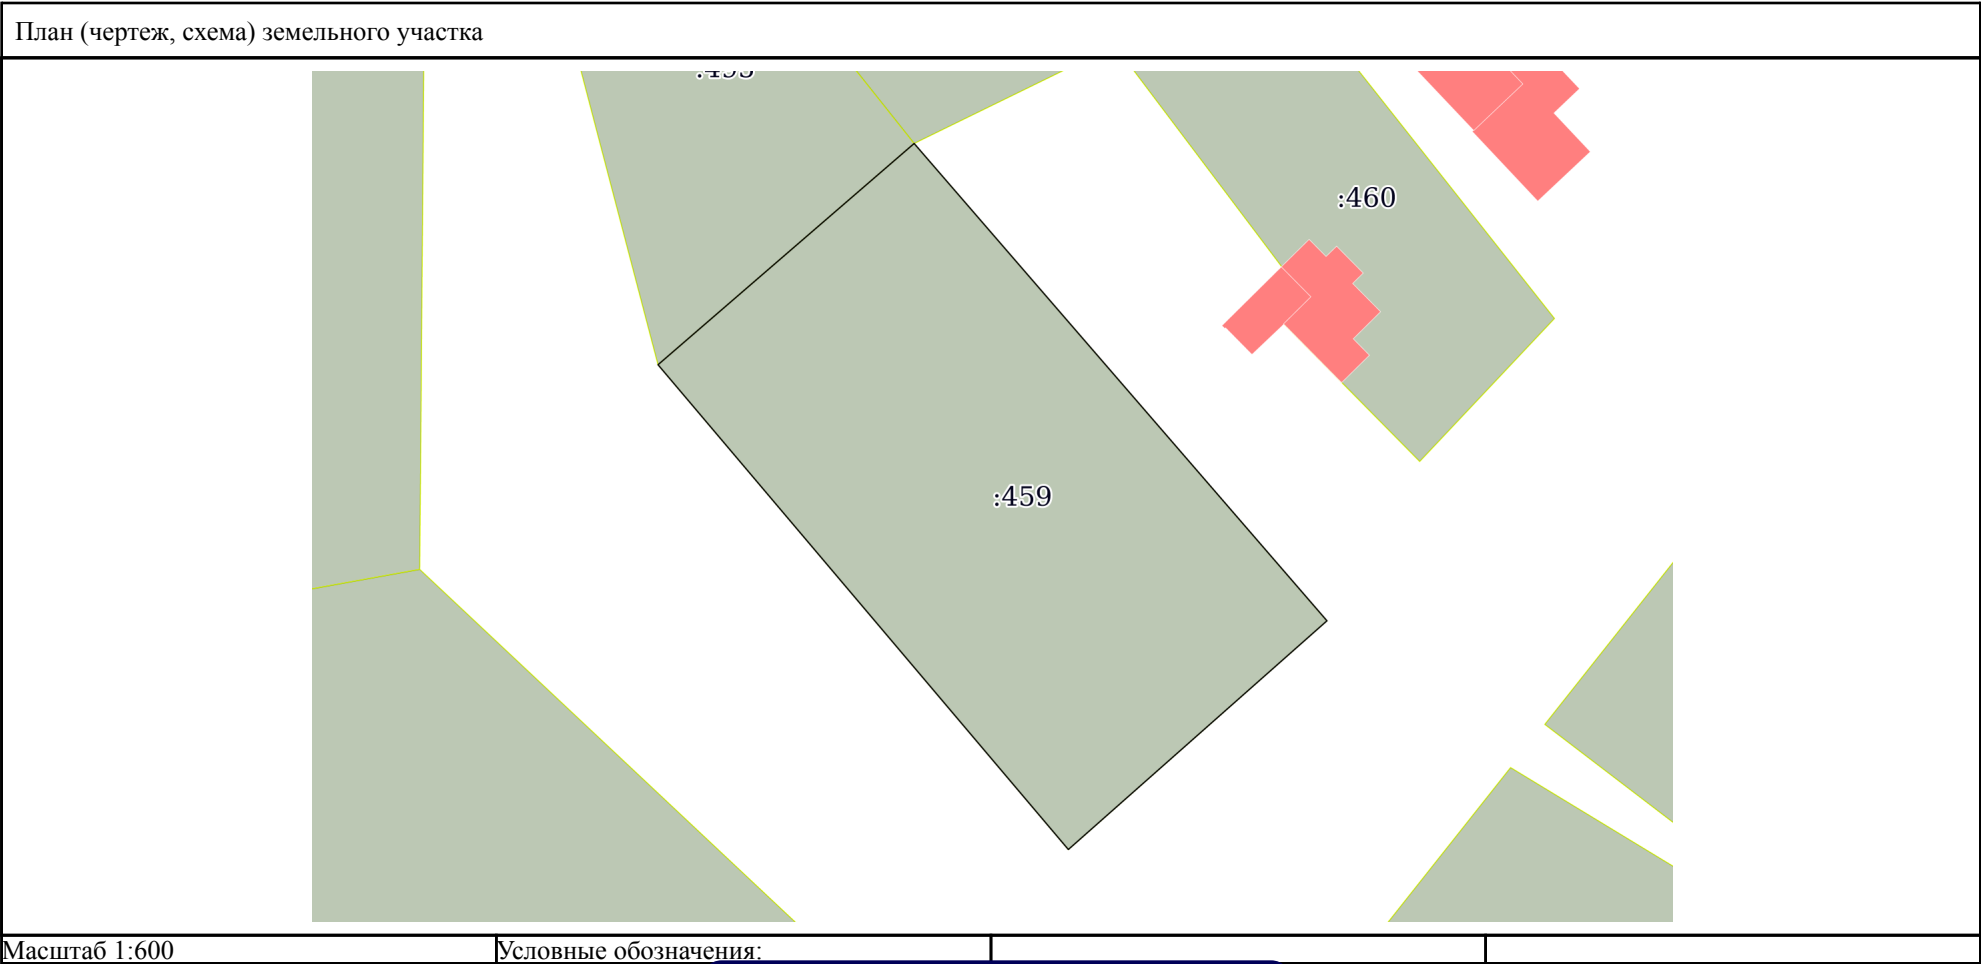 План (чертеж, схема) земельного участка
:460
:459
Масштаб 1:600
Условные обозначения: